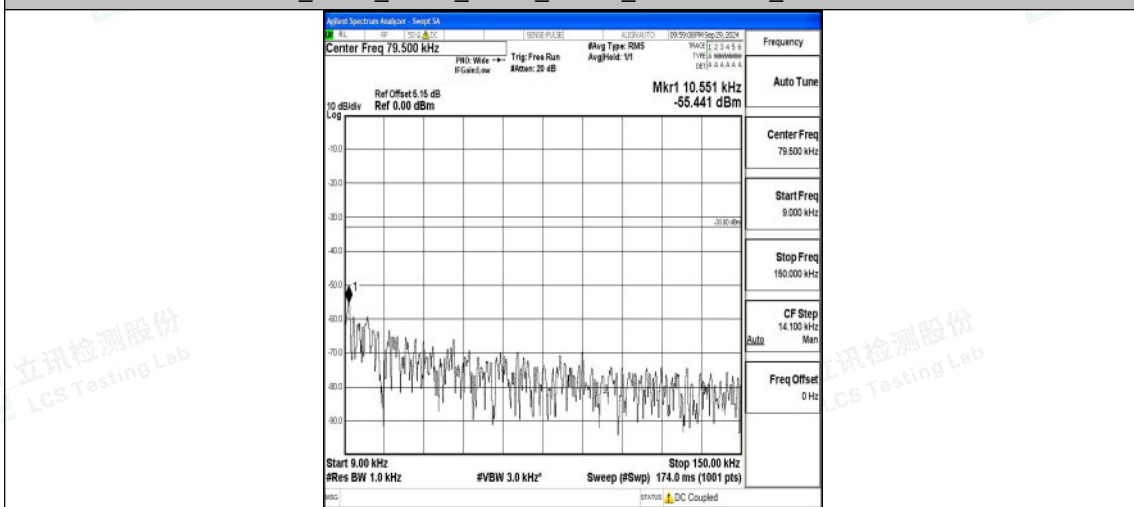 Agilent Spectrum Analyzer - Swept SA
RL RF 50 Ω DC SENSE:PULSE ALIGNAUTO 09:59:08PM Sep 29, 2024
Center Freq 79.500 kHz
PNO: Wide
IFGain:Low
Trig: Free Run
#Atten: 20 dB
#Avg Type: RMS
Avg|Hold: 1/1
TRACE 1 2 3 4 5 6
TYPE A WWWWWW
DET A A A A A A
Frequency
Ref Offset 6.15 dB
Ref 0.00 dBm
10 dB/div
Log
Mkr1 10.551 kHz
-55.441 dBm
Auto Tune
Center Freq
79.500 kHz
Start Freq
9.000 kHz
Stop Freq
150.000 kHz
CF Step
14.100 kHz
Auto Man
Freq Offset
0 Hz
-10.0
-20.0
-30.0
-40.0
-50.0
-60.0
-70.0
-80.0
-90.0
1
Start 9.00 kHz
Stop 150.00 kHz
#Res BW 1.0 kHz
#VBW 3.0 kHz*
Sweep (#Swp) 174.0 ms (1001 pts)
MSG
STATUS
DC Coupled
立讯检测股份
LCS Testing Lab
立讯检测股份
LCS Testing Lab